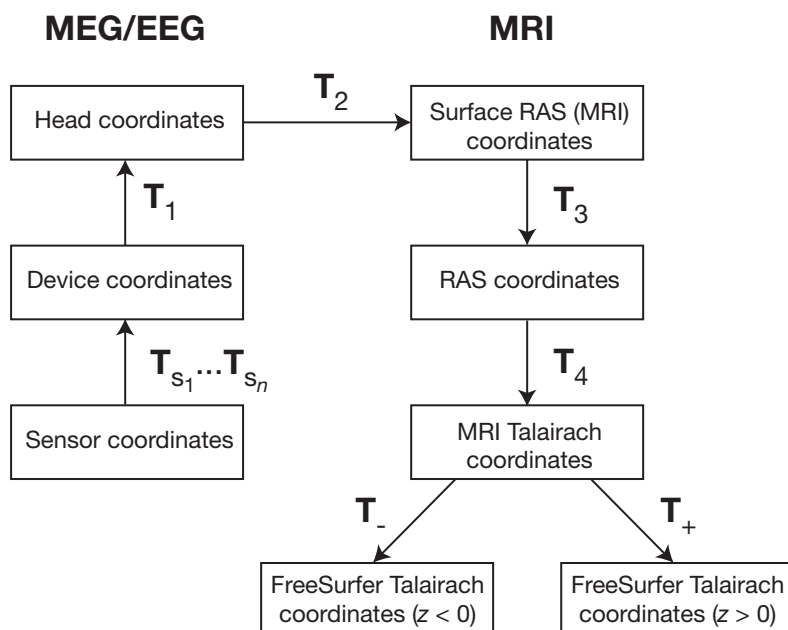 MEG/EEG
MRI
Head coordinates
T2
Surface RAS (MRI)
coordinates
T1
T3
Device coordinates
RAS coordinates
Ts1...Tsn
T4
Sensor coordinates
MRI Talairach
coordinates
T-
T+
FreeSurfer Talairach
coordinates (z < 0)
FreeSurfer Talairach
coordinates (z > 0)